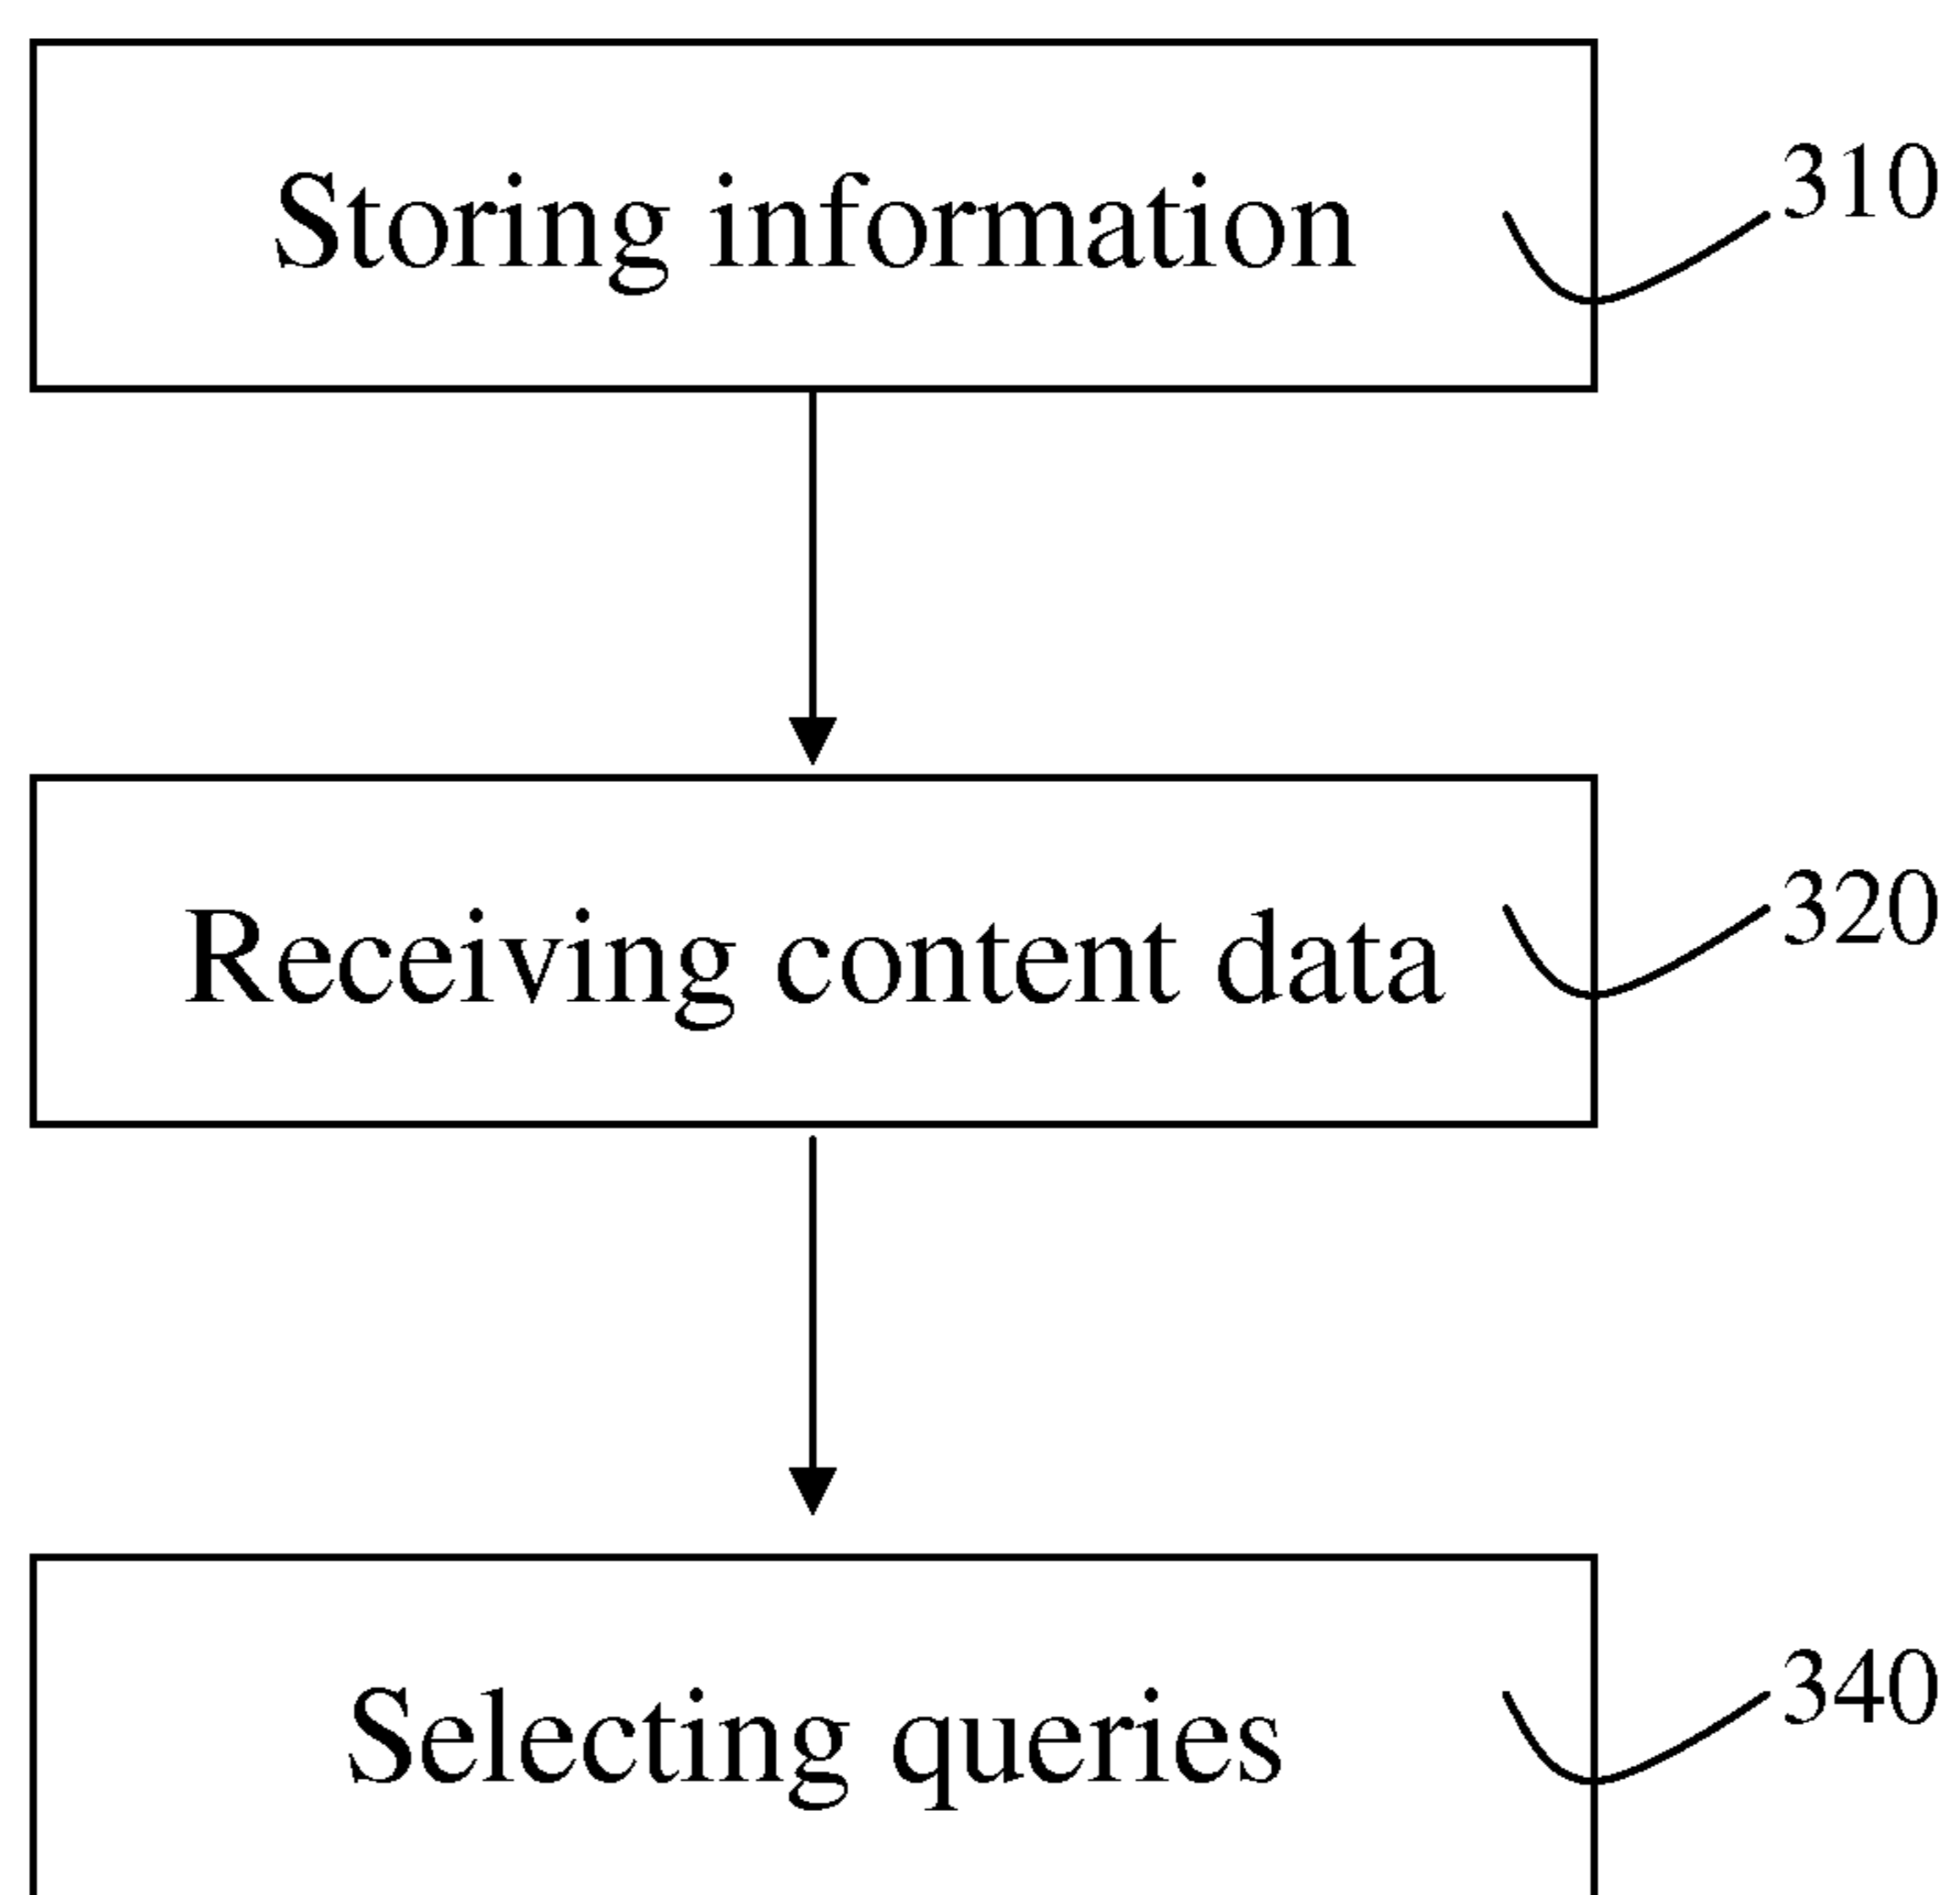 Storing information
310
Receiving content data
320
Selecting queries
340